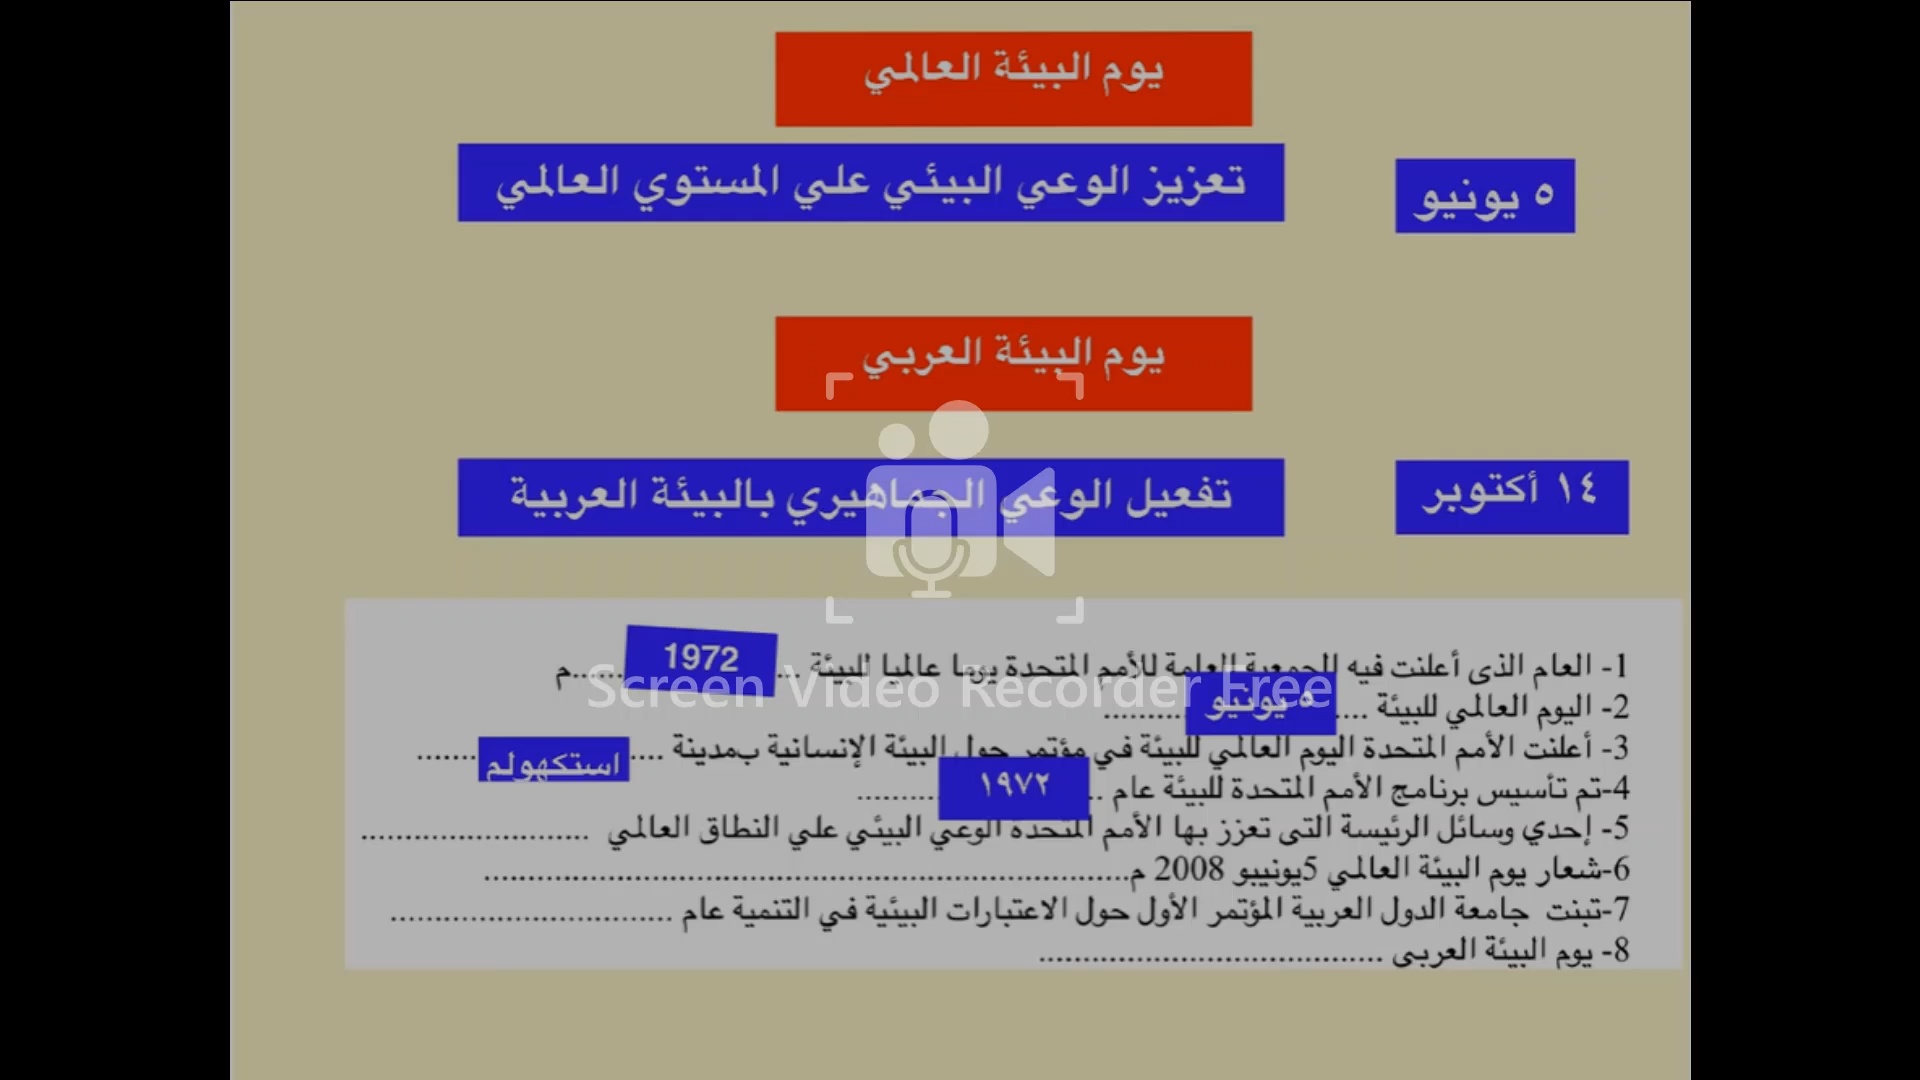 يوم البيئة العالمي
٥ يونيو
تعزيز الوعي البيئي علي المستوي العالمي
يوم البيئة العربي
١٤ أكتوبر
تفعيل الوعي الجماهيري بالبيئة العربية
1- العام الذى أعلنت فيه الجمعية العامة للأمم المتحدة يوما عالميا للبيئة ... 1972 ......م
2- اليوم العالمي للبيئة .... ٥ يونيو ..........
3- أعلنت الأمم المتحدة اليوم العالمي للبيئة في مؤتمر حول البيئة الإنسانية بمدينة .... استكهولم .......
4-تم تأسيس برنامج الأمم المتحدة للبيئة عام .. ١٩٧٢ ..........
5- إحدي وسائل الرئيسة التى تعزز بها الأمم المتحدة الوعي البيئي علي النطاق العالمي ..........................
6-شعار يوم البيئة العالمي 5يونيبو 2008 م..........................................................................
7-تبنت جامعة الدول العربية المؤتمر الأول حول الاعتبارات البيئية في التنمية عام ................................
8- يوم البيئة العربى .......................................
Screen Video Recorder Free